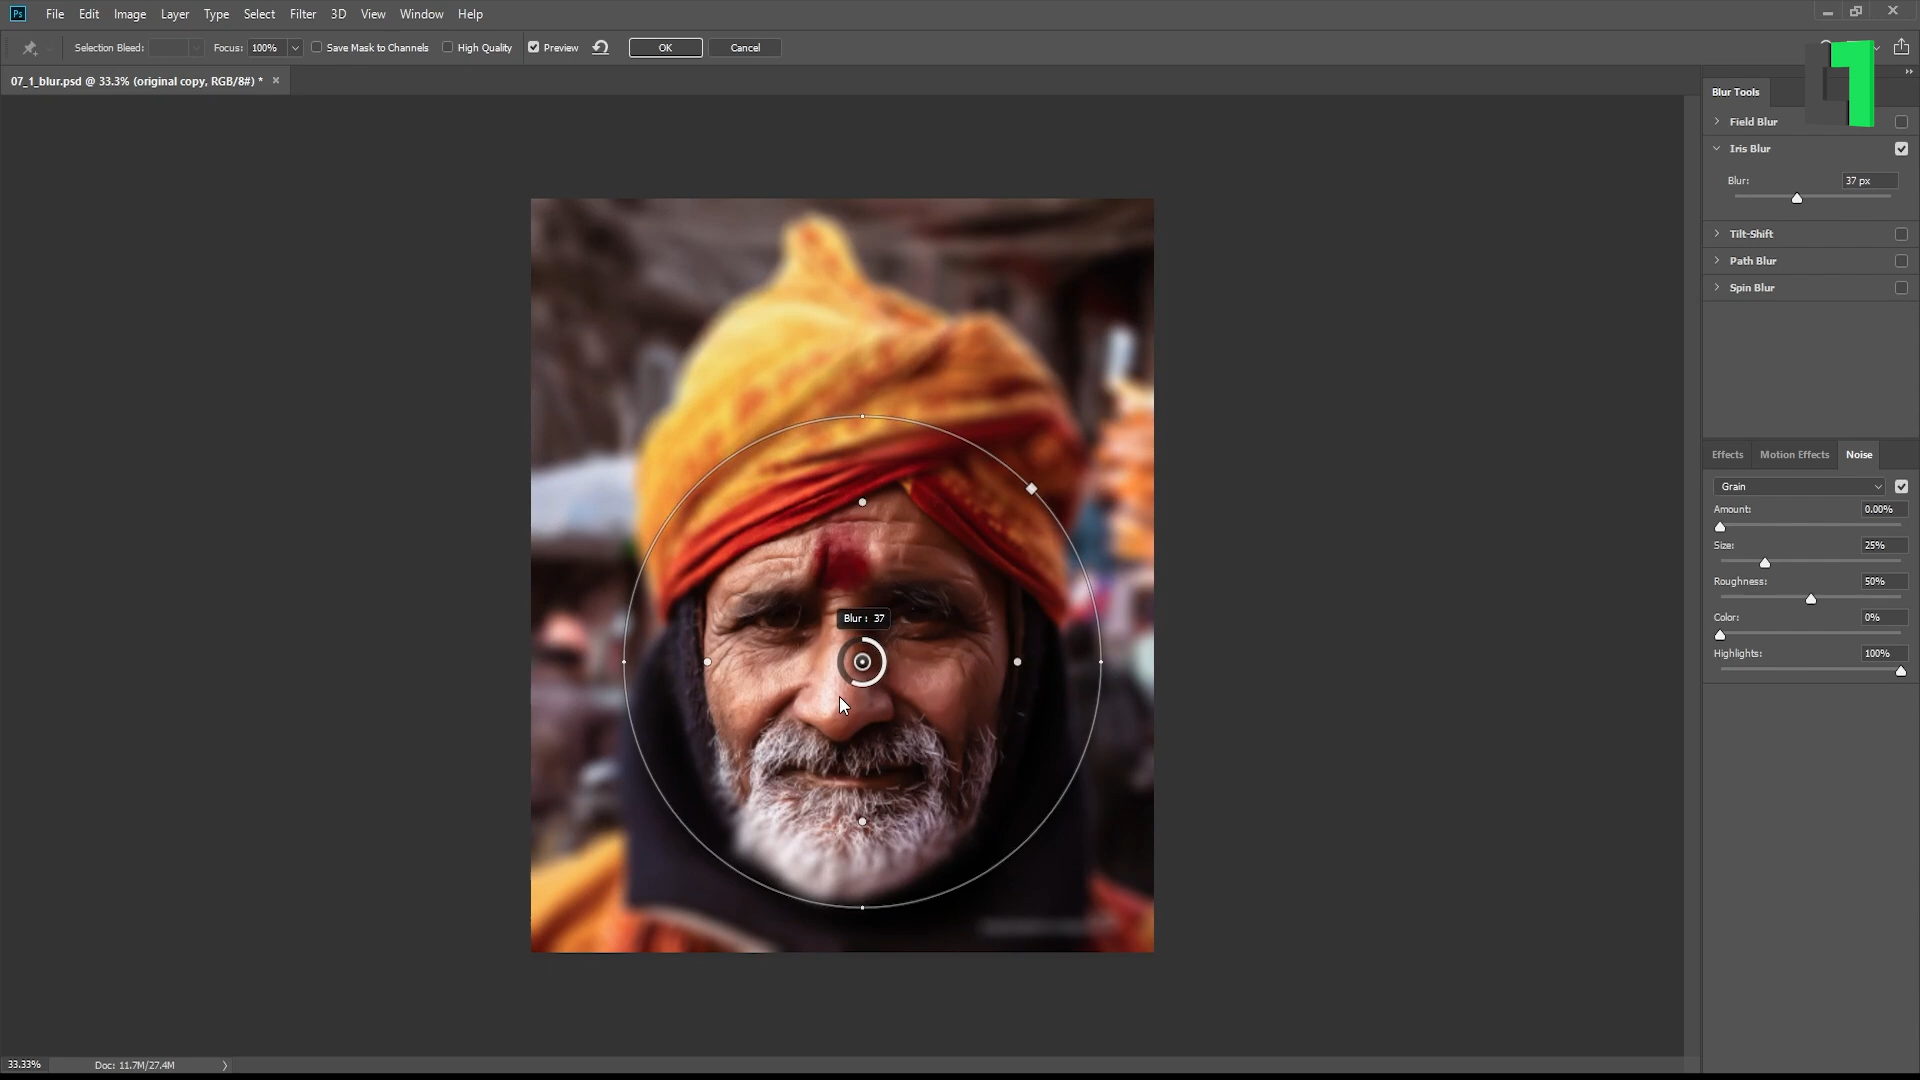 Ps File Edit Image Layer Type Select Filter 3D View Window Help
Selection Bleed: Focus: 100% Save Mask to Channels High Quality Preview OK Cancel
07_1_blur.psd @ 33.3% (original copy, RGB/8#) *
Blur Tools
Field Blur
Iris Blur
Blur: 37 px
Tilt-Shift
Path Blur
Spin Blur
Blur : 37
Effects Motion Effects Noise
Grain
Amount: 0.00%
Size: 25%
Roughness: 50%
Color: 0%
Highlights: 100%
33.33% Doc: 11.7M/27.4M